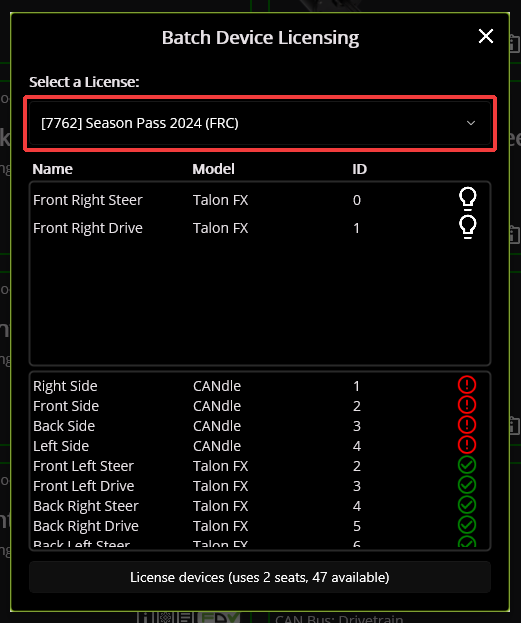 Batch Device Licensing
Select a License:
[7762] Season Pass 2024 (FRC)
Name Model ID
Front Right Steer Talon FX 0
Front Right Drive Talon FX 1
Right Side CANdle 1
Front Side CANdle 2
Back Side CANdle 3
Left Side CANdle 4
Front Left Steer Talon FX 2
Front Left Drive Talon FX 3
Back Right Steer Talon FX 4
Back Right Drive Talon FX 5
Back Left Steer Talon FX 6
License devices (uses 2 seats, 47 available)
CAN Bus: Drivetrain